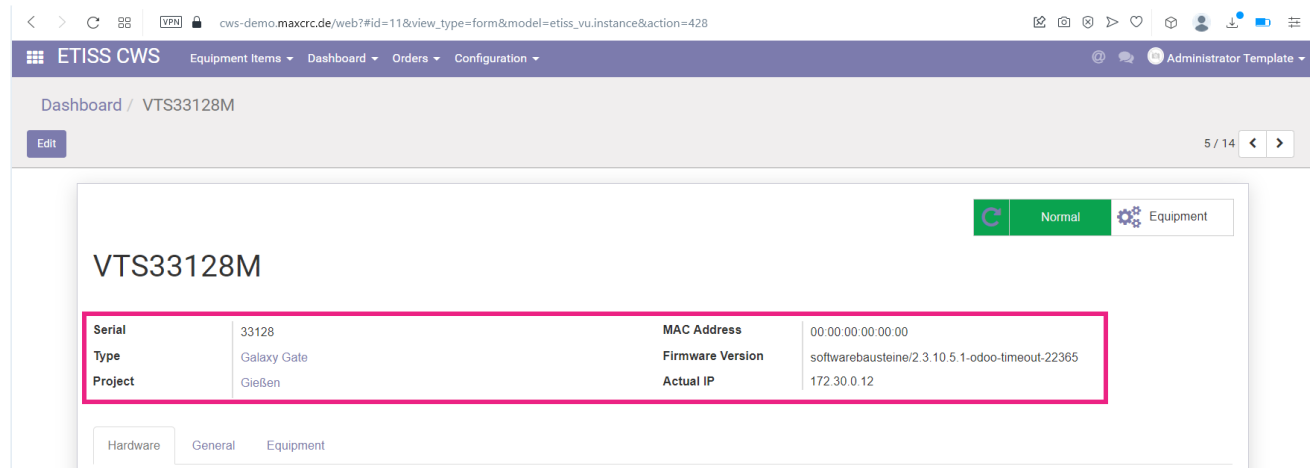 VPN cws-demo.maxcrc.de/web?#id=11&view_type=form&model=etiss_vu.instance&action=428
ETISS CWS Equipment Items Dashboard Orders Configuration @ Administrator Template
Dashboard / VTS33128M
Edit 5 / 14
Normal Equipment
VTS33128M
Serial 33128 MAC Address 00:00:00:00:00:00
Type Galaxy Gate Firmware Version softwarebausteine/2.3.10.5.1-odoo-timeout-22365
Project Gießen Actual IP 172.30.0.12
Hardware General Equipment